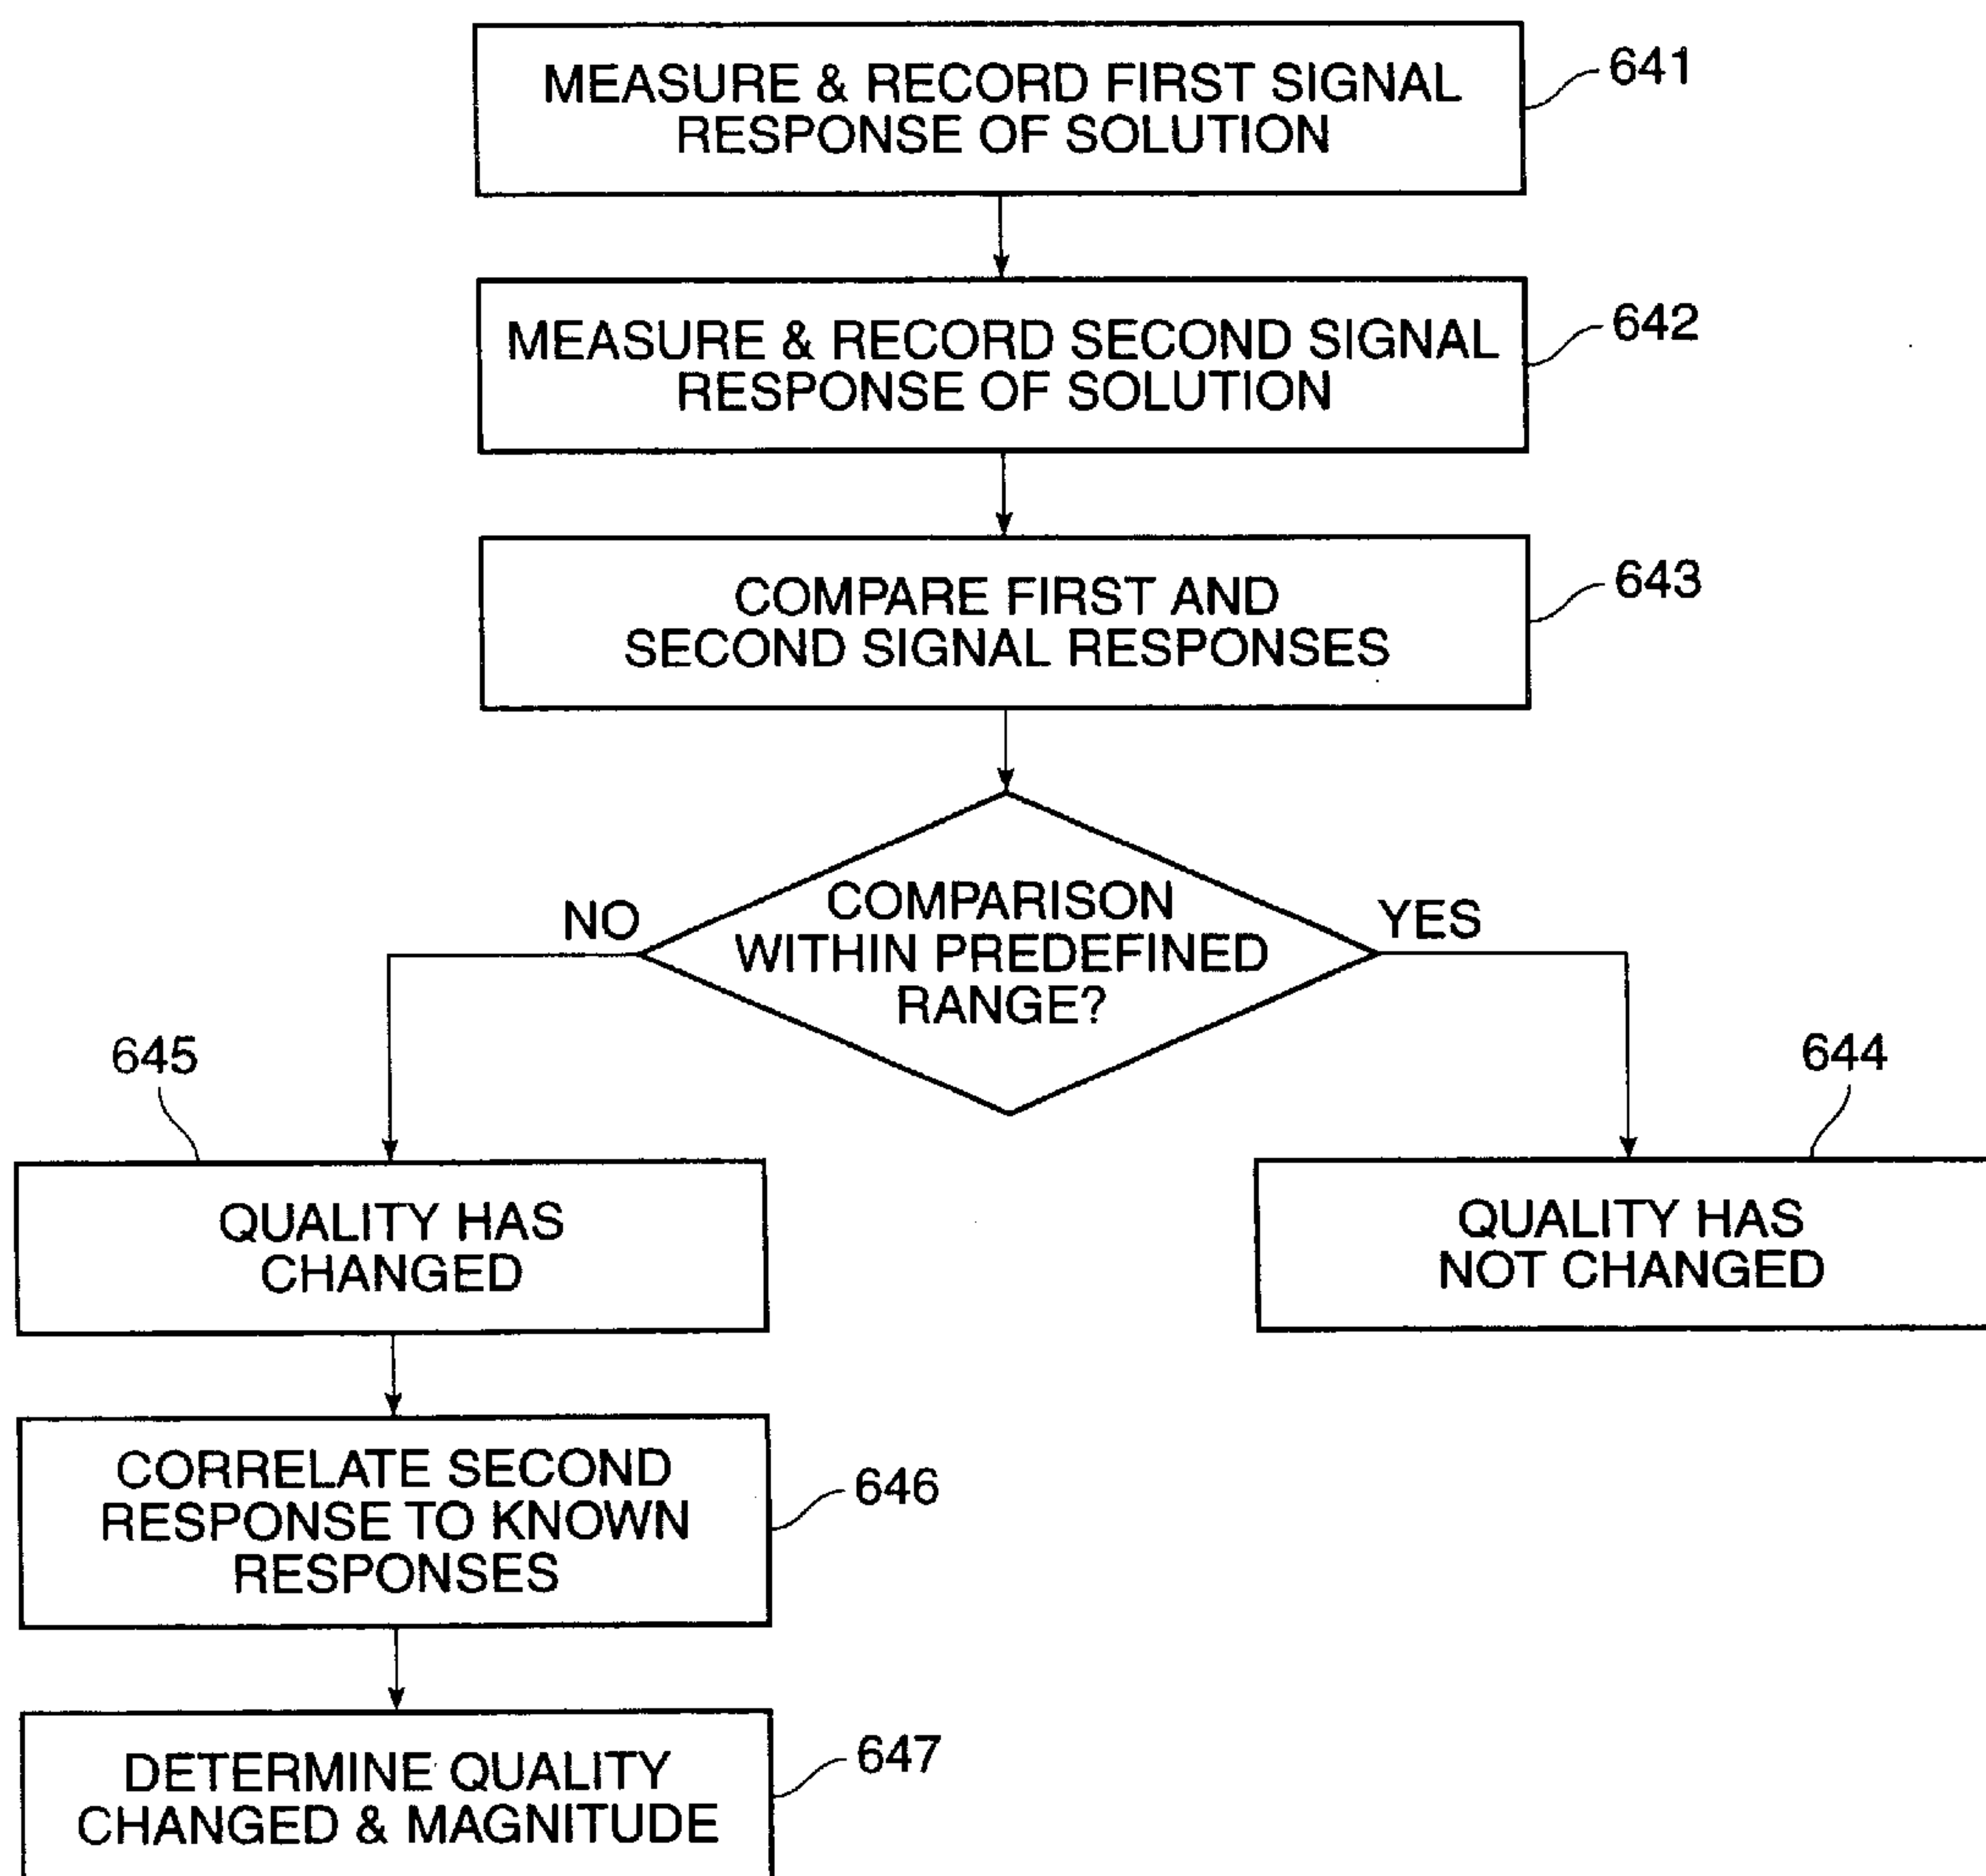 MEASURE & RECORD FIRST SIGNAL
RESPONSE OF SOLUTION
641
MEASURE & RECORD SECOND SIGNAL
RESPONSE OF SOLUTION
642
COMPARE FIRST AND
SECOND SIGNAL RESPONSES
643
COMPARISON
WITHIN PREDEFINED
RANGE?
NO
YES
645
644
QUALITY HAS
CHANGED
QUALITY HAS
NOT CHANGED
CORRELATE SECOND
RESPONSE TO KNOWN
RESPONSES
646
DETERMINE QUALITY
CHANGED & MAGNITUDE
647